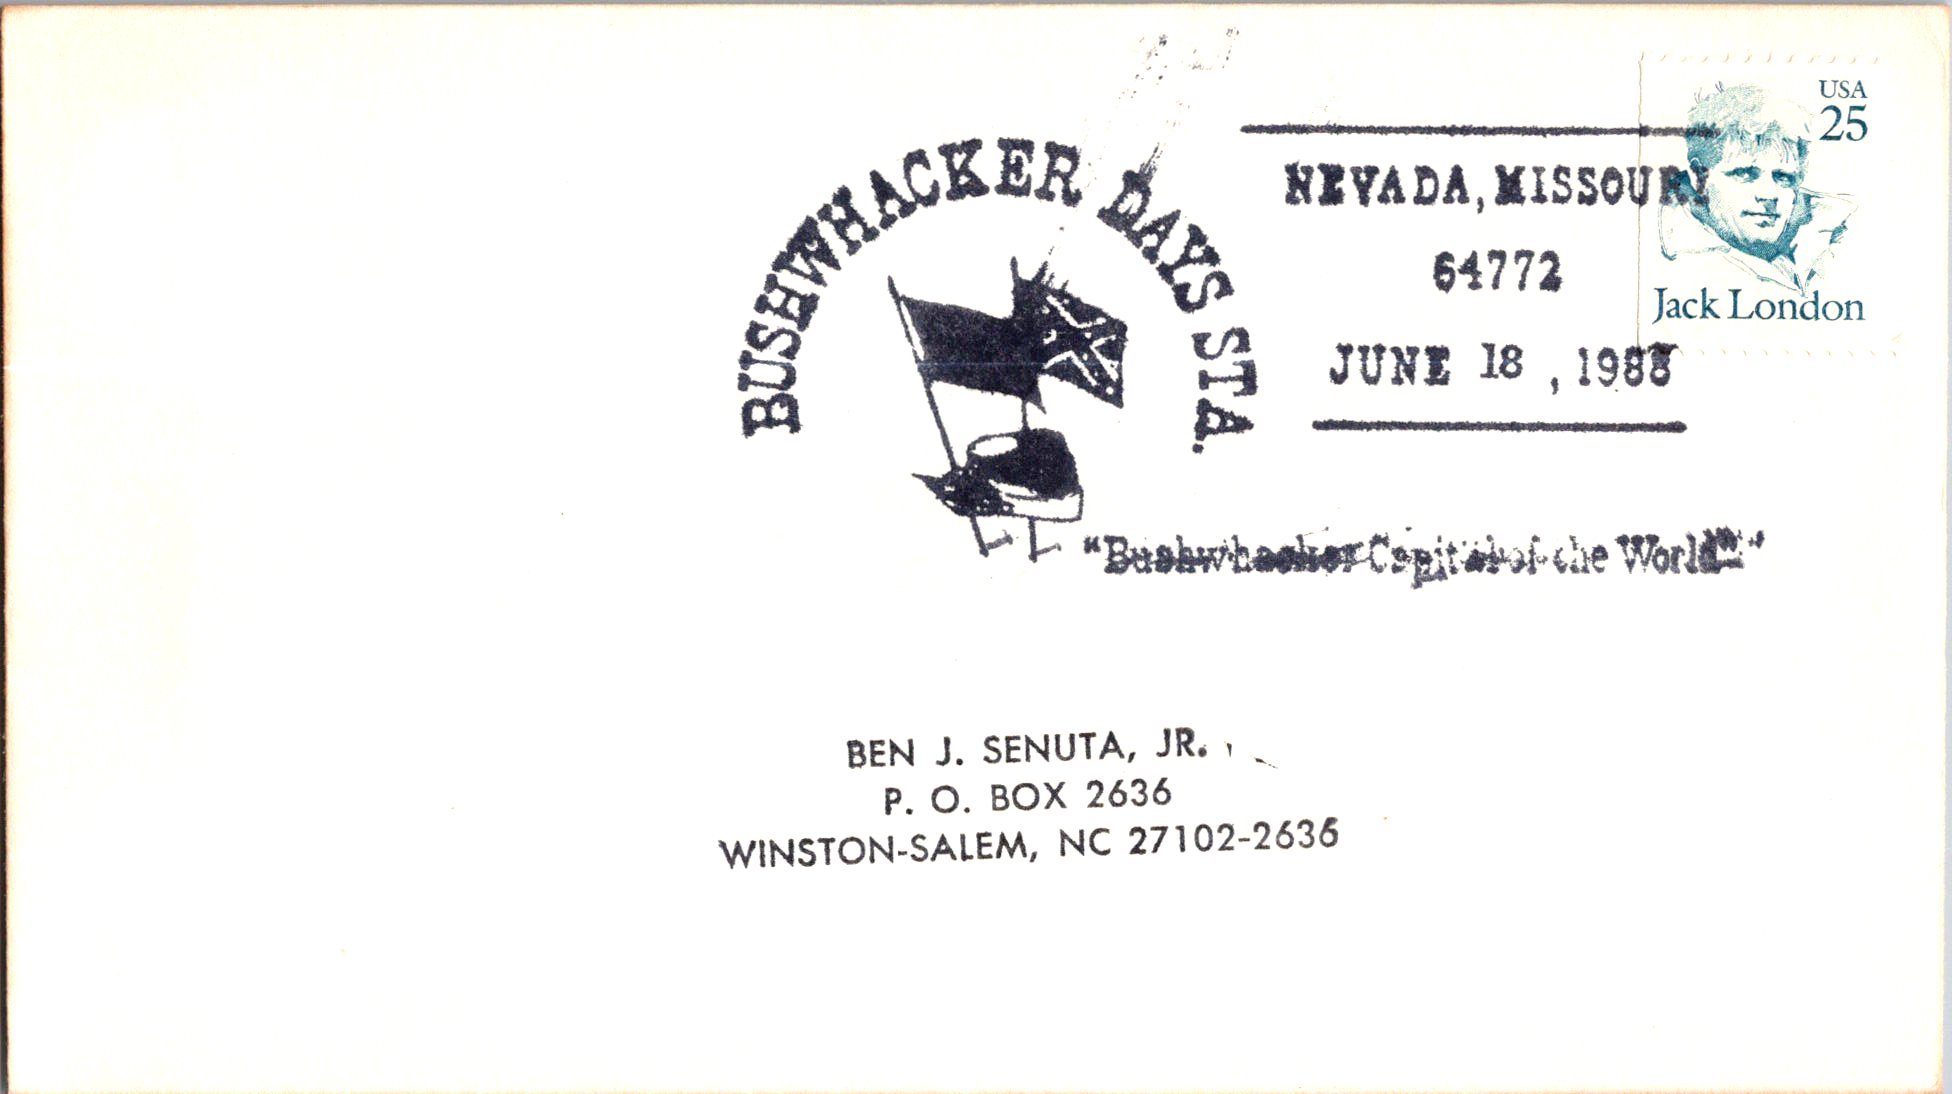 BUSHWHACKER DAYS STA.
NEVADA, MISSOURI
64772
JUNE 18, 1988
"Bushwhacker Capital of the World"
USA
25
Jack London
BEN J. SENUTA, JR.
P. O. BOX 2636
WINSTON-SALEM, NC 27102-2636